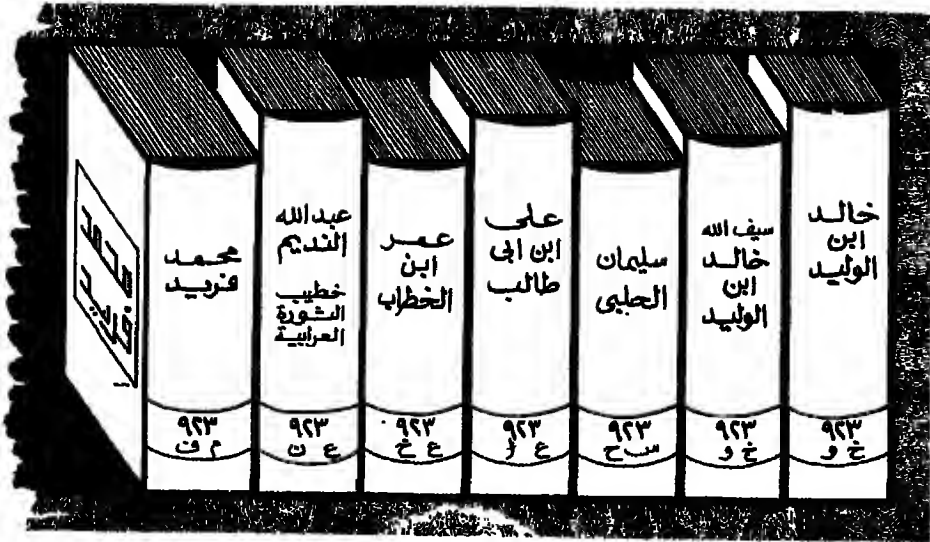 خالد
ابن
الوليد
٩٢٣
خ و
سيف الله
خالد
ابن
الوليد
٩٢٣
خ و
سليمان
الحلبى
٩٢٣
س ح
على
ابن ابى
طالب
٩٢٣
ع ا
عمر
ابن
الخطاب
٩٢٣
ع خ
عبدالله
النديم
خطيب
الثورة
العرابية
٩٢٣
ع ن
محمد
فريد
٩٢٣
م ف
محمد
فريد